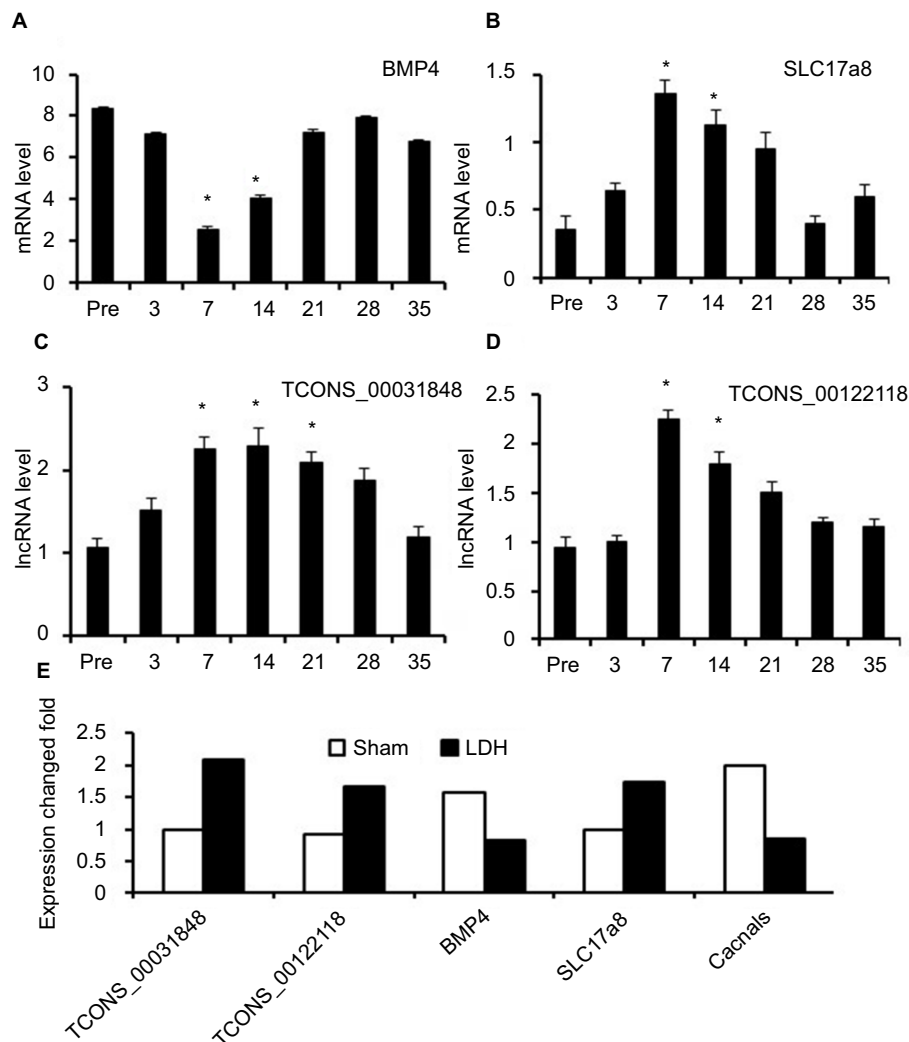 A
BMP4
mRNA level
10
8
6
4
2
0
* *
Pre 3 7 14 21 28 35
B
SLC17a8
mRNA level
1.5
1
0.5
0
* *
Pre 3 7 14 21 28 35
C
TCONS_00031848
lncRNA level
3
2
1
0
* * *
Pre 3 7 14 21 28 35
D
TCONS_00122118
lncRNA level
2.5
2
1.5
1
0.5
0
* *
Pre 3 7 14 21 28 35
E
Expression changed fold
2.5
2
1.5
1
0.5
0
Sham LDH
TCONS_00031848
TCONS_00122118
BMP4
SLC17a8
Cacnals